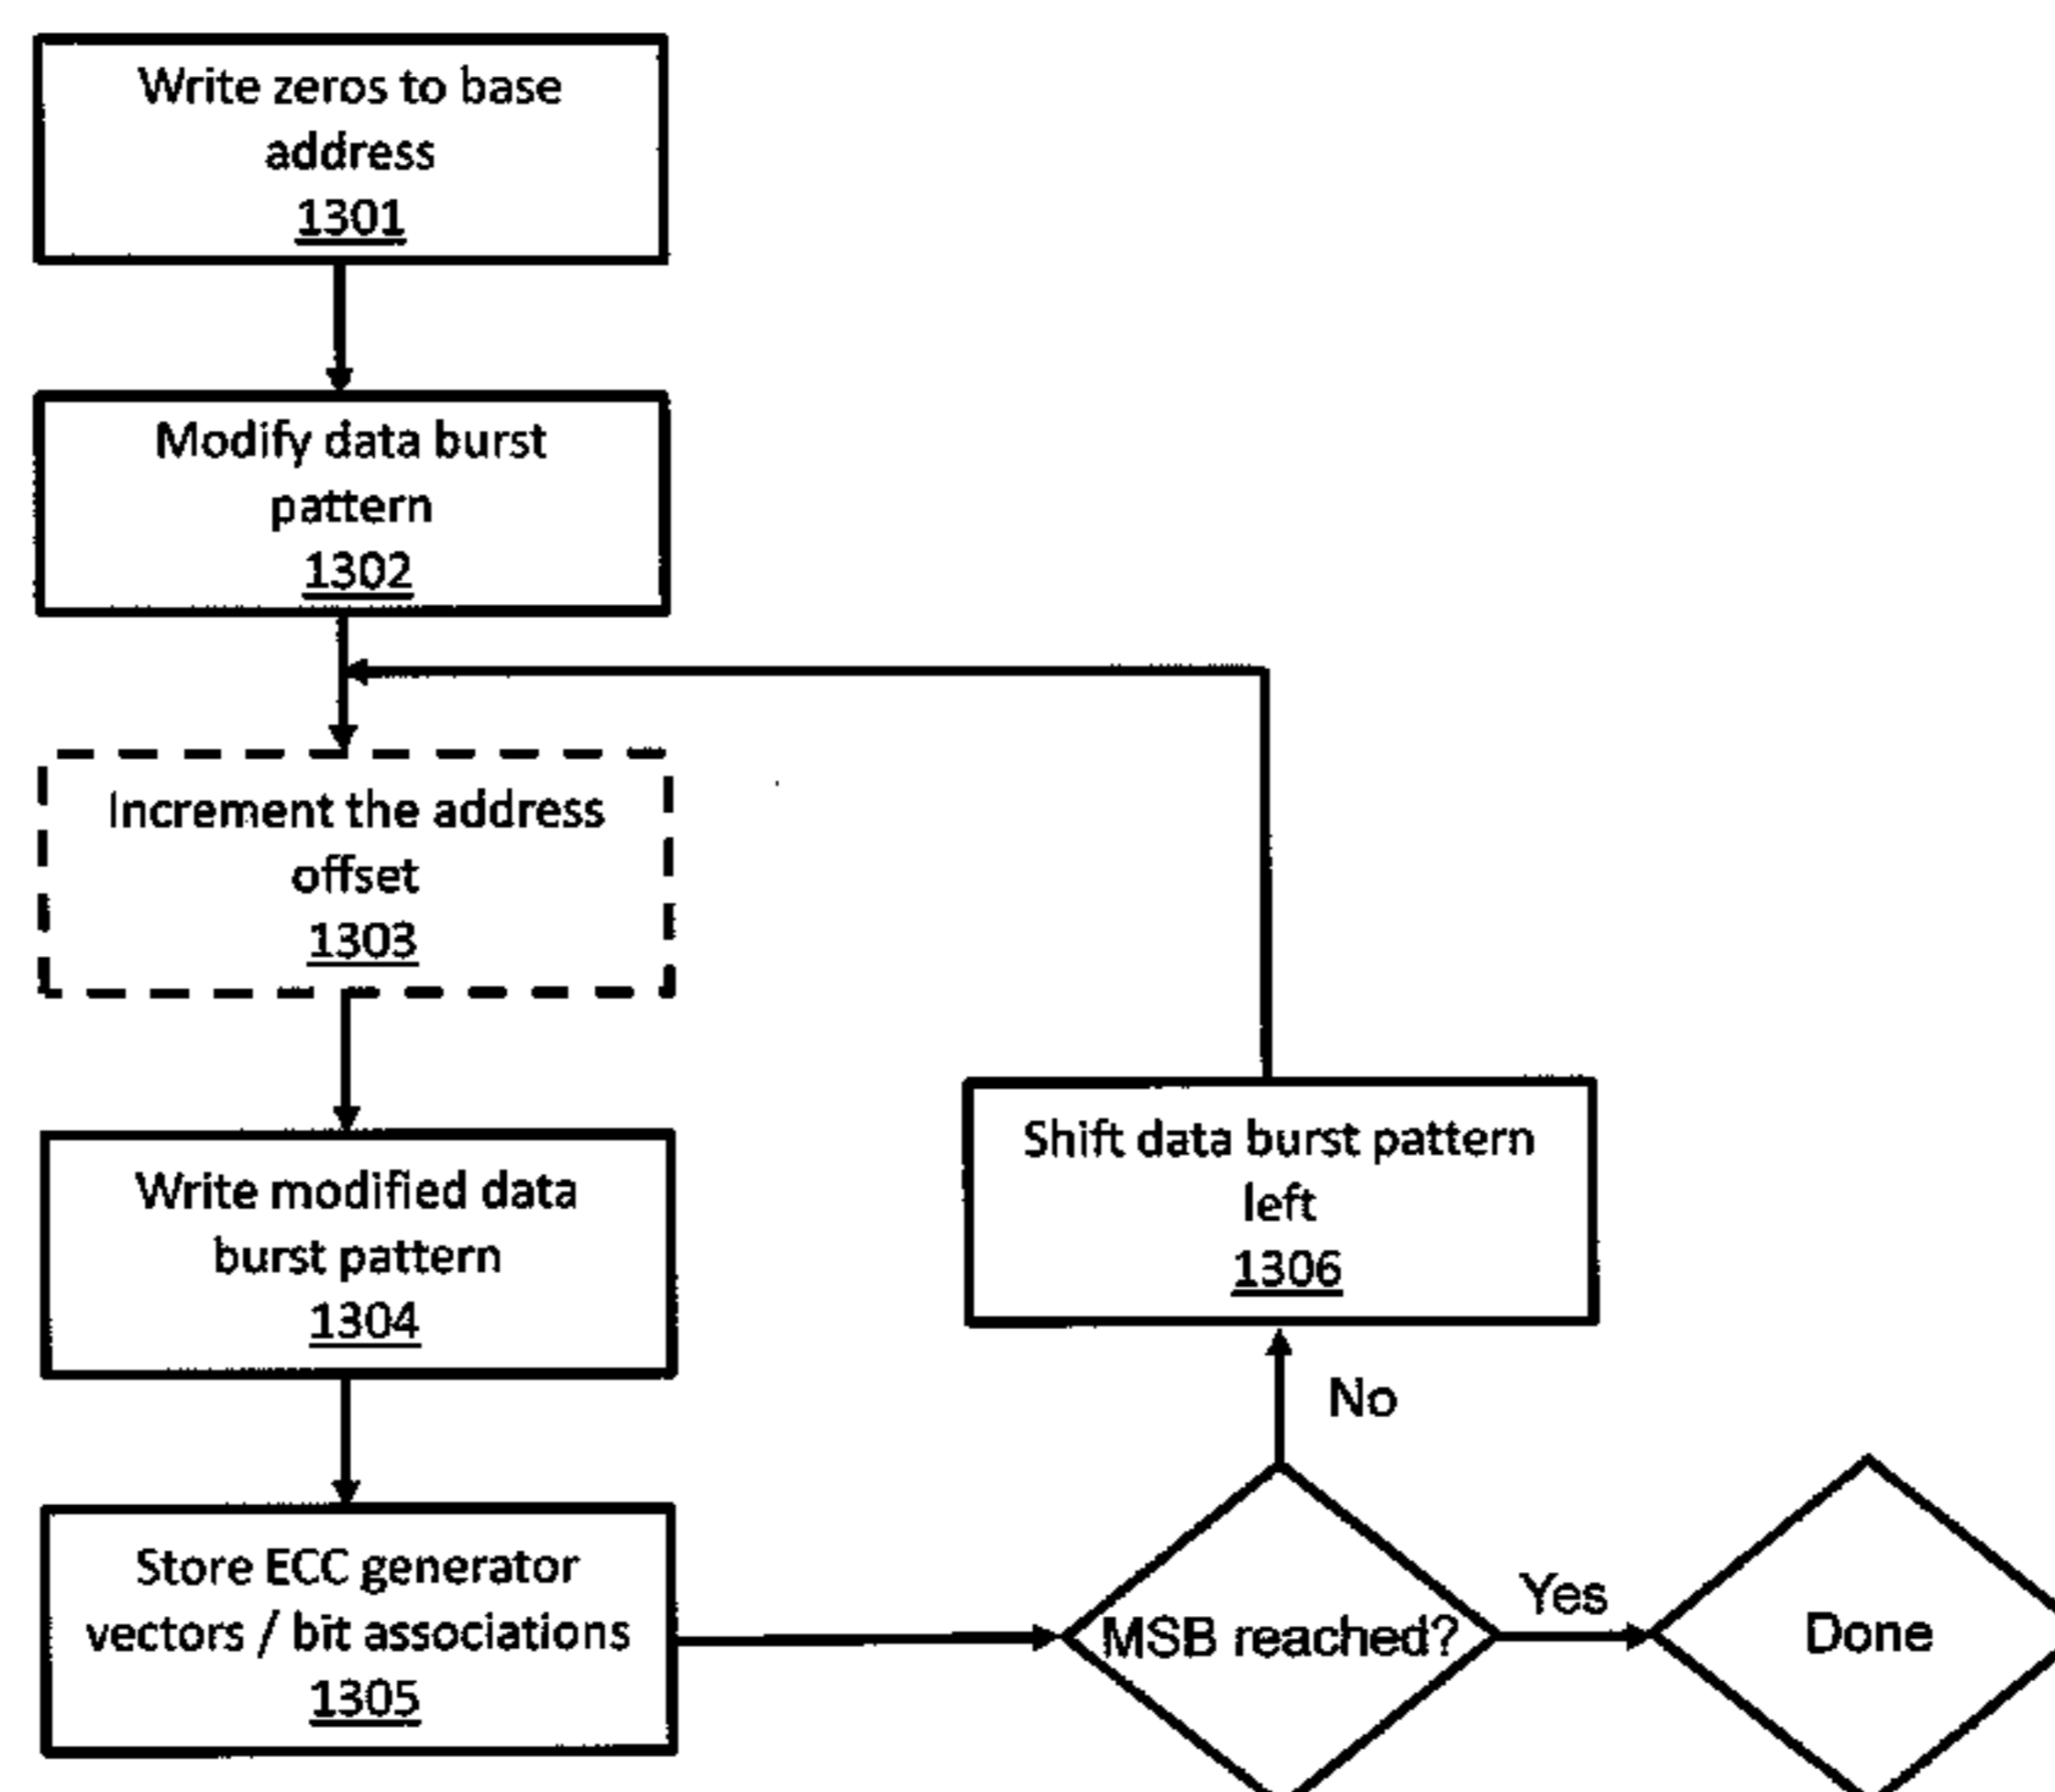 Write zeros to base
address
1301
Modify data burst
pattern
1302
Increment the address
offset
1303
Write modified data
burst pattern
1304
Store ECC generator
vectors / bit associations
1305
Shift data burst pattern
left
1306
No
MSB reached?
Yes
Done